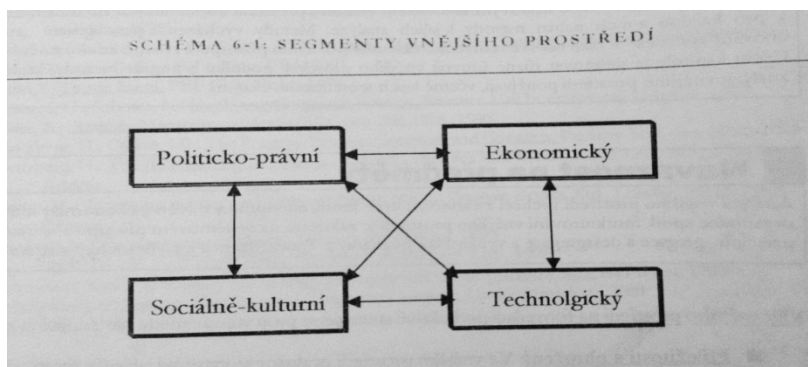 SCHÉMA 6-1: SEGMENTY VNĚJŠÍHO PROSTŘEDÍ
Politicko-právní
Ekonomický
Sociálně-kulturní
Technolgický